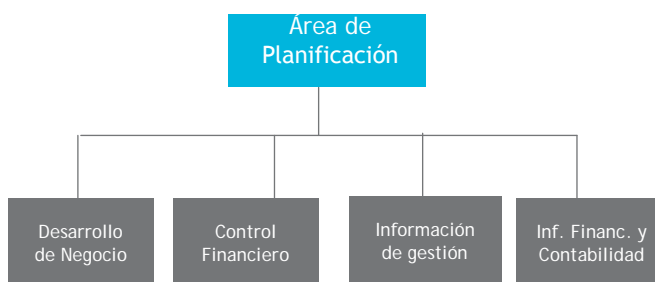 Área de
Planificación
Desarrollo
de Negocio
Control
Financiero
Información
de gestión
Inf. Financ. y
Contabilidad